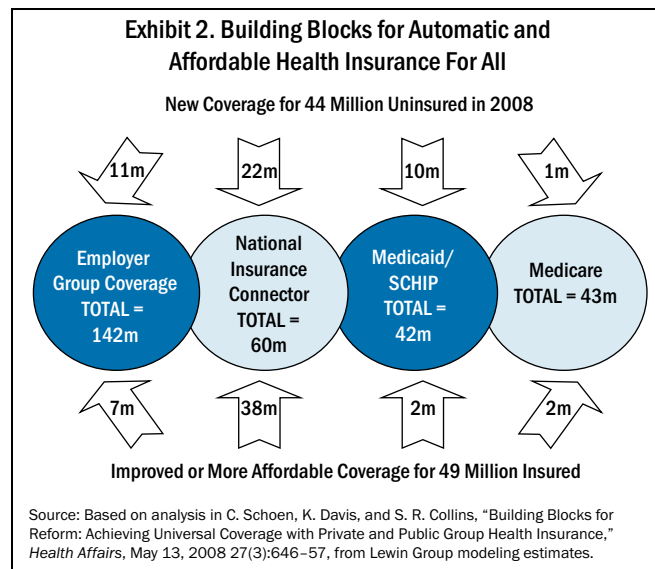 Exhibit 2. Building Blocks for Automatic and
Affordable Health Insurance For All
New Coverage for 44 Million Uninsured in 2008
11m
22m
10m
1m
Employer
Group Coverage
TOTAL =
142m
National
Insurance
Connector
TOTAL =
60m
Medicaid/
SCHIP
TOTAL =
42m
Medicare
TOTAL = 43m
7m
38m
2m
2m
Improved or More Affordable Coverage for 49 Million Insured
Source: Based on analysis in C. Schoen, K. Davis, and S. R. Collins, “Building Blocks for
Reform: Achieving Universal Coverage with Private and Public Group Health Insurance,”
Health Affairs, May 13, 2008 27(3):646–57, from Lewin Group modeling estimates.